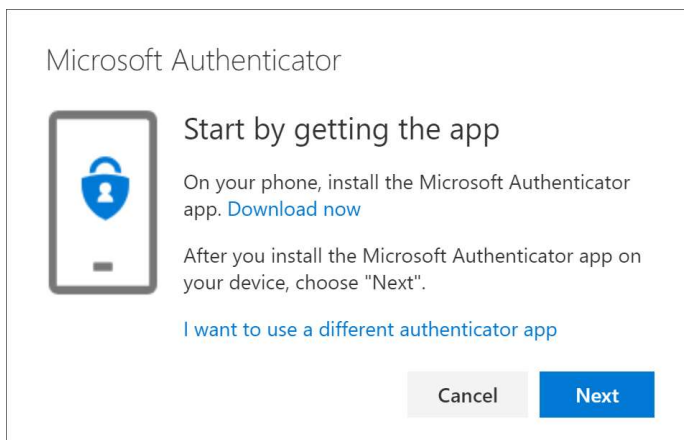 Microsoft Authenticator
Start by getting the app
On your phone, install the Microsoft Authenticator
app. Download now
After you install the Microsoft Authenticator app on
your device, choose "Next".
I want to use a different authenticator app
Cancel
Next